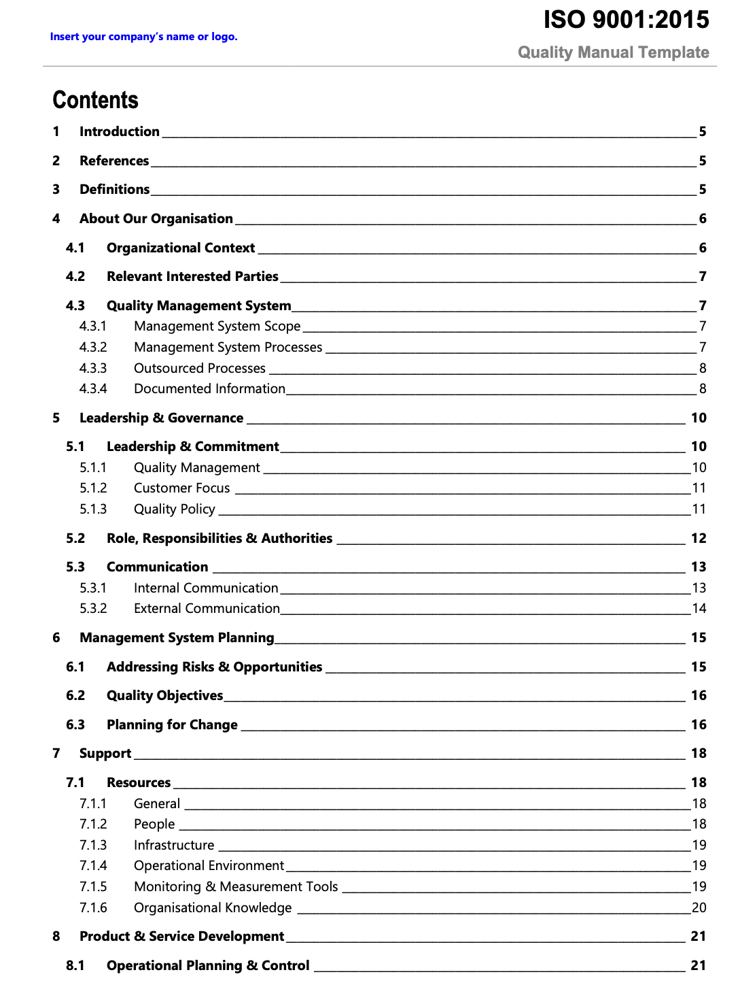 Insert your company's name or logo.
ISO 9001:2015
Quality Manual Template
Contents
1 Introduction 5
2 References 5
3 Definitions 5
4 About Our Organisation 6
4.1 Organizational Context 6
4.2 Relevant Interested Parties 7
4.3 Quality Management System 7
4.3.1 Management System Scope 7
4.3.2 Management System Processes 7
4.3.3 Outsourced Processes 8
4.3.4 Documented Information 8
5 Leadership & Governance 10
5.1 Leadership & Commitment 10
5.1.1 Quality Management 10
5.1.2 Customer Focus 11
5.1.3 Quality Policy 11
5.2 Role, Responsibilities & Authorities 12
5.3 Communication 13
5.3.1 Internal Communication 13
5.3.2 External Communication 14
6 Management System Planning 15
6.1 Addressing Risks & Opportunities 15
6.2 Quality Objectives 16
6.3 Planning for Change 16
7 Support 18
7.1 Resources 18
7.1.1 General 18
7.1.2 People 18
7.1.3 Infrastructure 19
7.1.4 Operational Environment 19
7.1.5 Monitoring & Measurement Tools 19
7.1.6 Organisational Knowledge 20
8 Product & Service Development 21
8.1 Operational Planning & Control 21